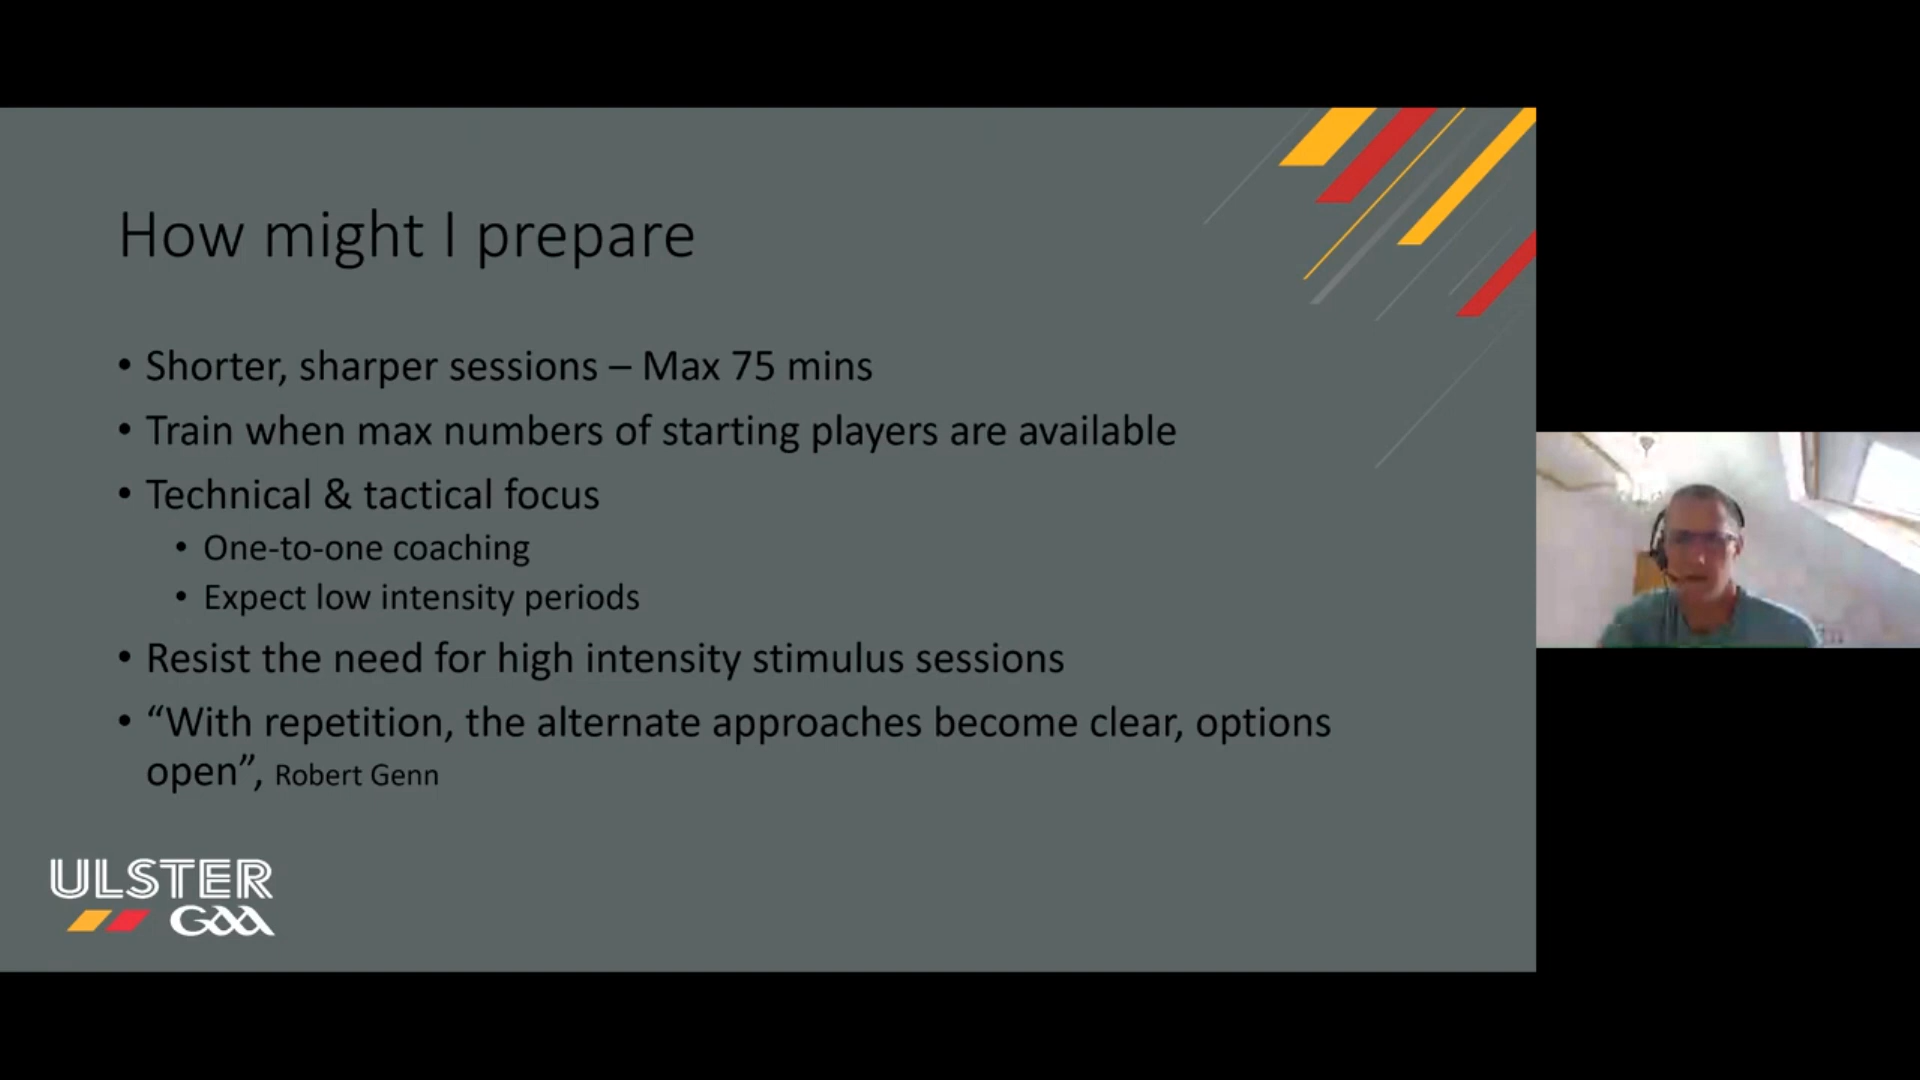 How might I prepare
• Shorter, sharper sessions – Max 75 mins
• Train when max numbers of starting players are available
• Technical & tactical focus
• One-to-one coaching
• Expect low intensity periods
• Resist the need for high intensity stimulus sessions
• “With repetition, the alternate approaches become clear, options
open”, Robert Genn
ULSTER
GAA